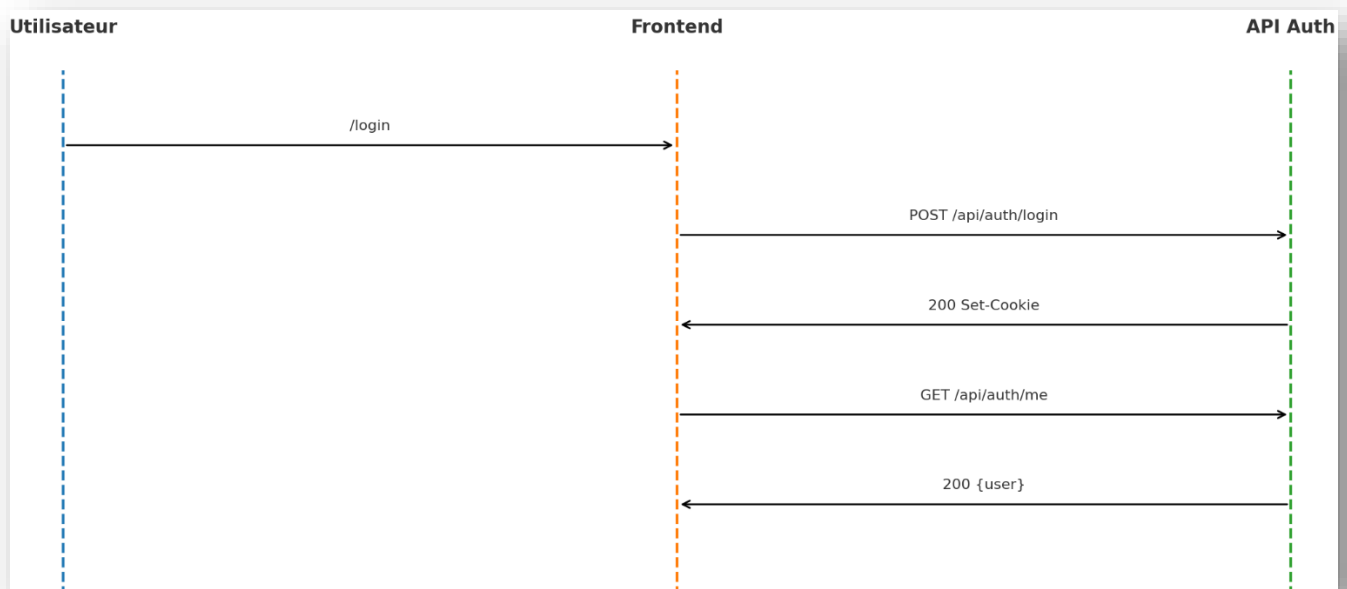 Utilisateur
Frontend
API Auth
/login
POST /api/auth/login
200 Set-Cookie
GET /api/auth/me
200 {user}